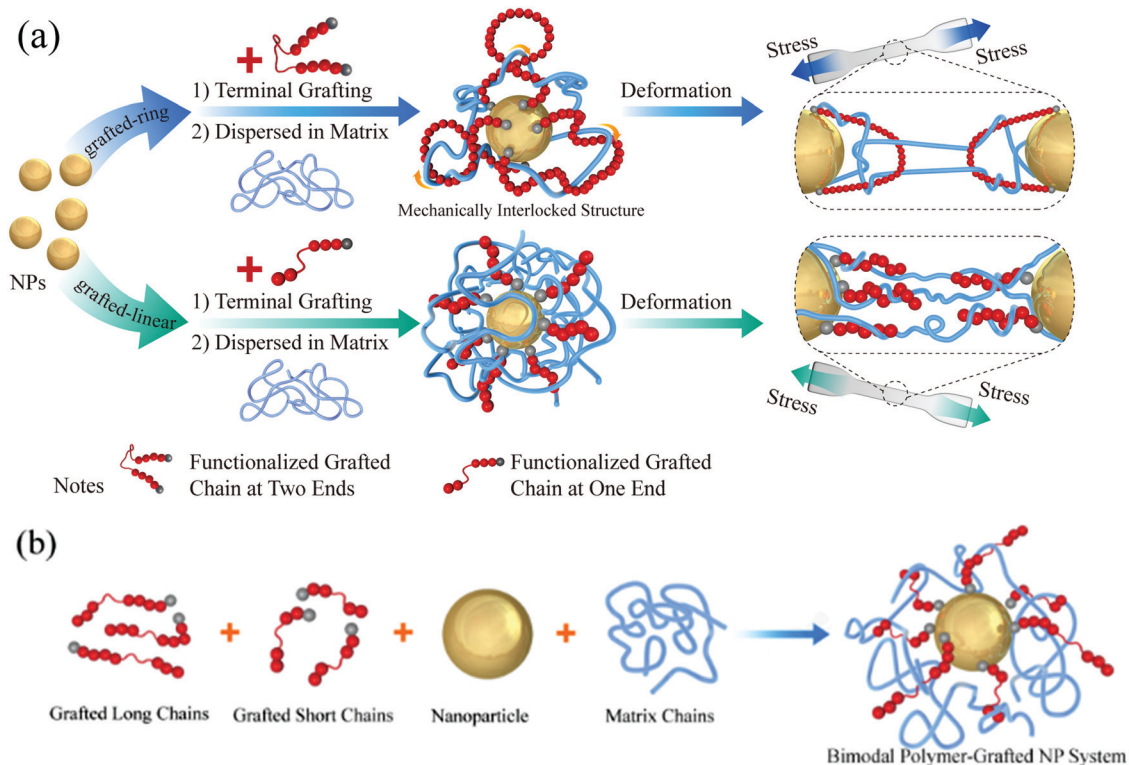 (a)
grafted-ring
1) Terminal Grafting
2) Dispersed in Matrix
Mechanically Interlocked Structure
Deformation
Stress
Stress
NPs
grafted-linear
1) Terminal Grafting
2) Dispersed in Matrix
Deformation
Stress
Stress
Notes
Functionalized Grafted
Chain at Two Ends
Functionalized Grafted
Chain at One End
(b)
Grafted Long Chains
Grafted Short Chains
Nanoparticle
Matrix Chains
Bimodal Polymer-Grafted NP System